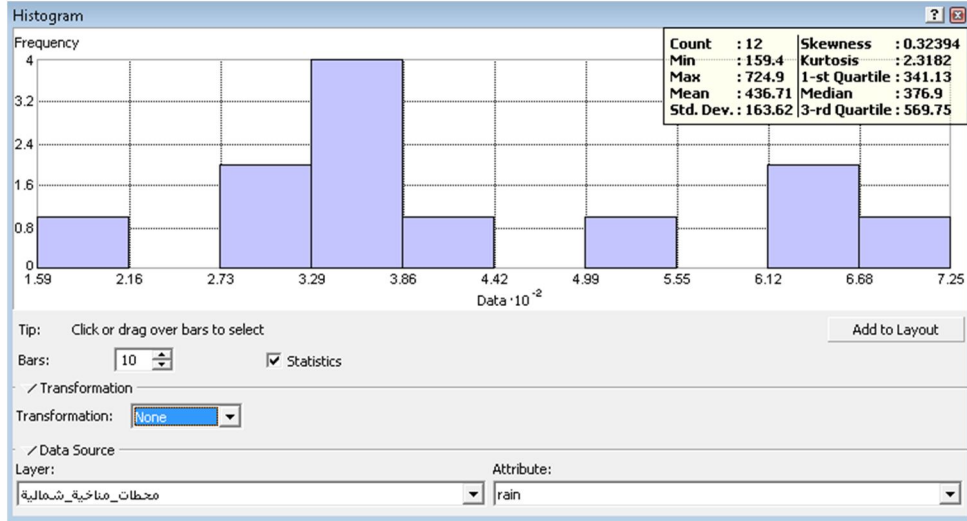 Histogram
Frequency
Count : 12 Skewness : 0.32394
Min : 159.4 Kurtosis : 2.3182
Max : 724.9 1-st Quartile : 341.13
Mean : 436.71 Median : 376.9
Std. Dev. : 163.62 3-rd Quartile : 569.75
4
3.2
2.4
1.6
0.8
0
1.59 2.16 2.73 3.29 3.86 4.42 4.99 5.55 6.12 6.68 7.25
Data ·10⁻²
Tip: Click or drag over bars to select
Add to Layout
Bars: 10 Statistics
Transformation
Transformation: None
Data Source
Layer: Attribute:
محطات_مناخية_شمالية rain